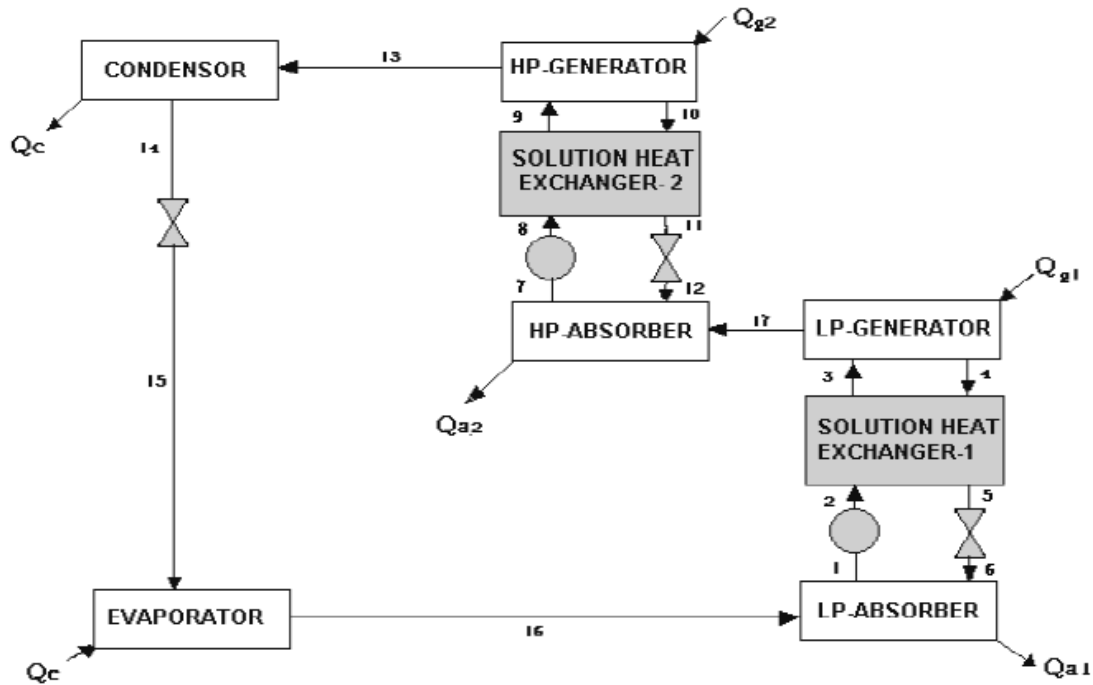 Qg2
CONDENSOR
13
HP-GENERATOR
Qc
14
9
10
SOLUTION HEAT
EXCHANGER- 2
8
11
7
12
Qg1
HP-ABSORBER
17
LP-GENERATOR
15
3
4
Qa2
SOLUTION HEAT
EXCHANGER-1
2
5
1
6
EVAPORATOR
16
LP-ABSORBER
Qe
Qa1